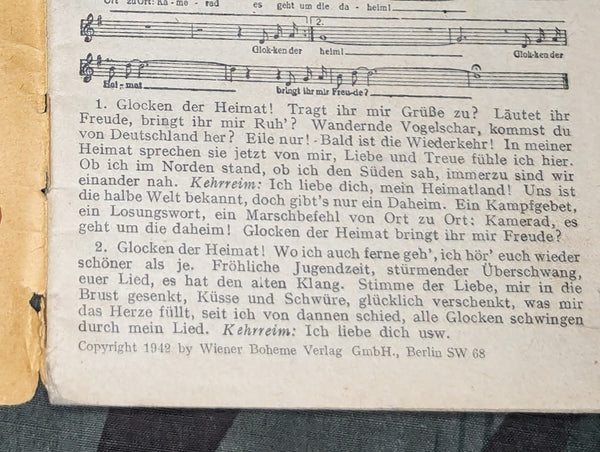 Ort zu Ort: Ka - me - rad es geht um die da - heim!
2.
Glok-ken der heim! Glok-ken der
Hei - mat bringt ihr mir Freu-de?
1. Glocken der Heimat! Tragt ihr mir Grüße zu? Läutet ihr
Freude, bringt ihr mir Ruh'? Wandernde Vogelschar, kommst du
von Deutschland her? Eile nur! - Bald ist die Wiederkehr! In meiner
Heimat sprechen sie jetzt von mir, Liebe und Treue fühle ich hier.
Ob ich im Norden stand, ob ich den Süden sah, immerzu sind wir
einander nah. Kehrreim: Ich liebe dich, mein Heimatland! Uns ist
die halbe Welt bekannt, doch gibt's nur ein Daheim. Ein Kampfgebet,
ein Losungswort, ein Marschbefehl von Ort zu Ort: Kamerad, es
geht um die daheim! Glocken der Heimat bringt ihr mir Freude?
2. Glocken der Heimat! Wo ich auch ferne geh', ich hör' euch wieder
schöner als je. Fröhliche Jugendzeit, stürmender Überschwang,
euer Lied, es hat den alten Klang. Stimme der Liebe, mir in die
Brust gesenkt, Küsse und Schwüre, glücklich verschenkt, was mir
das Herze füllt, seit ich von dannen schied, alle Glocken schwingen
durch mein Lied. Kehrreim: Ich liebe dich usw.
Copyright 1942 by Wiener Boheme Verlag GmbH., Berlin SW 68